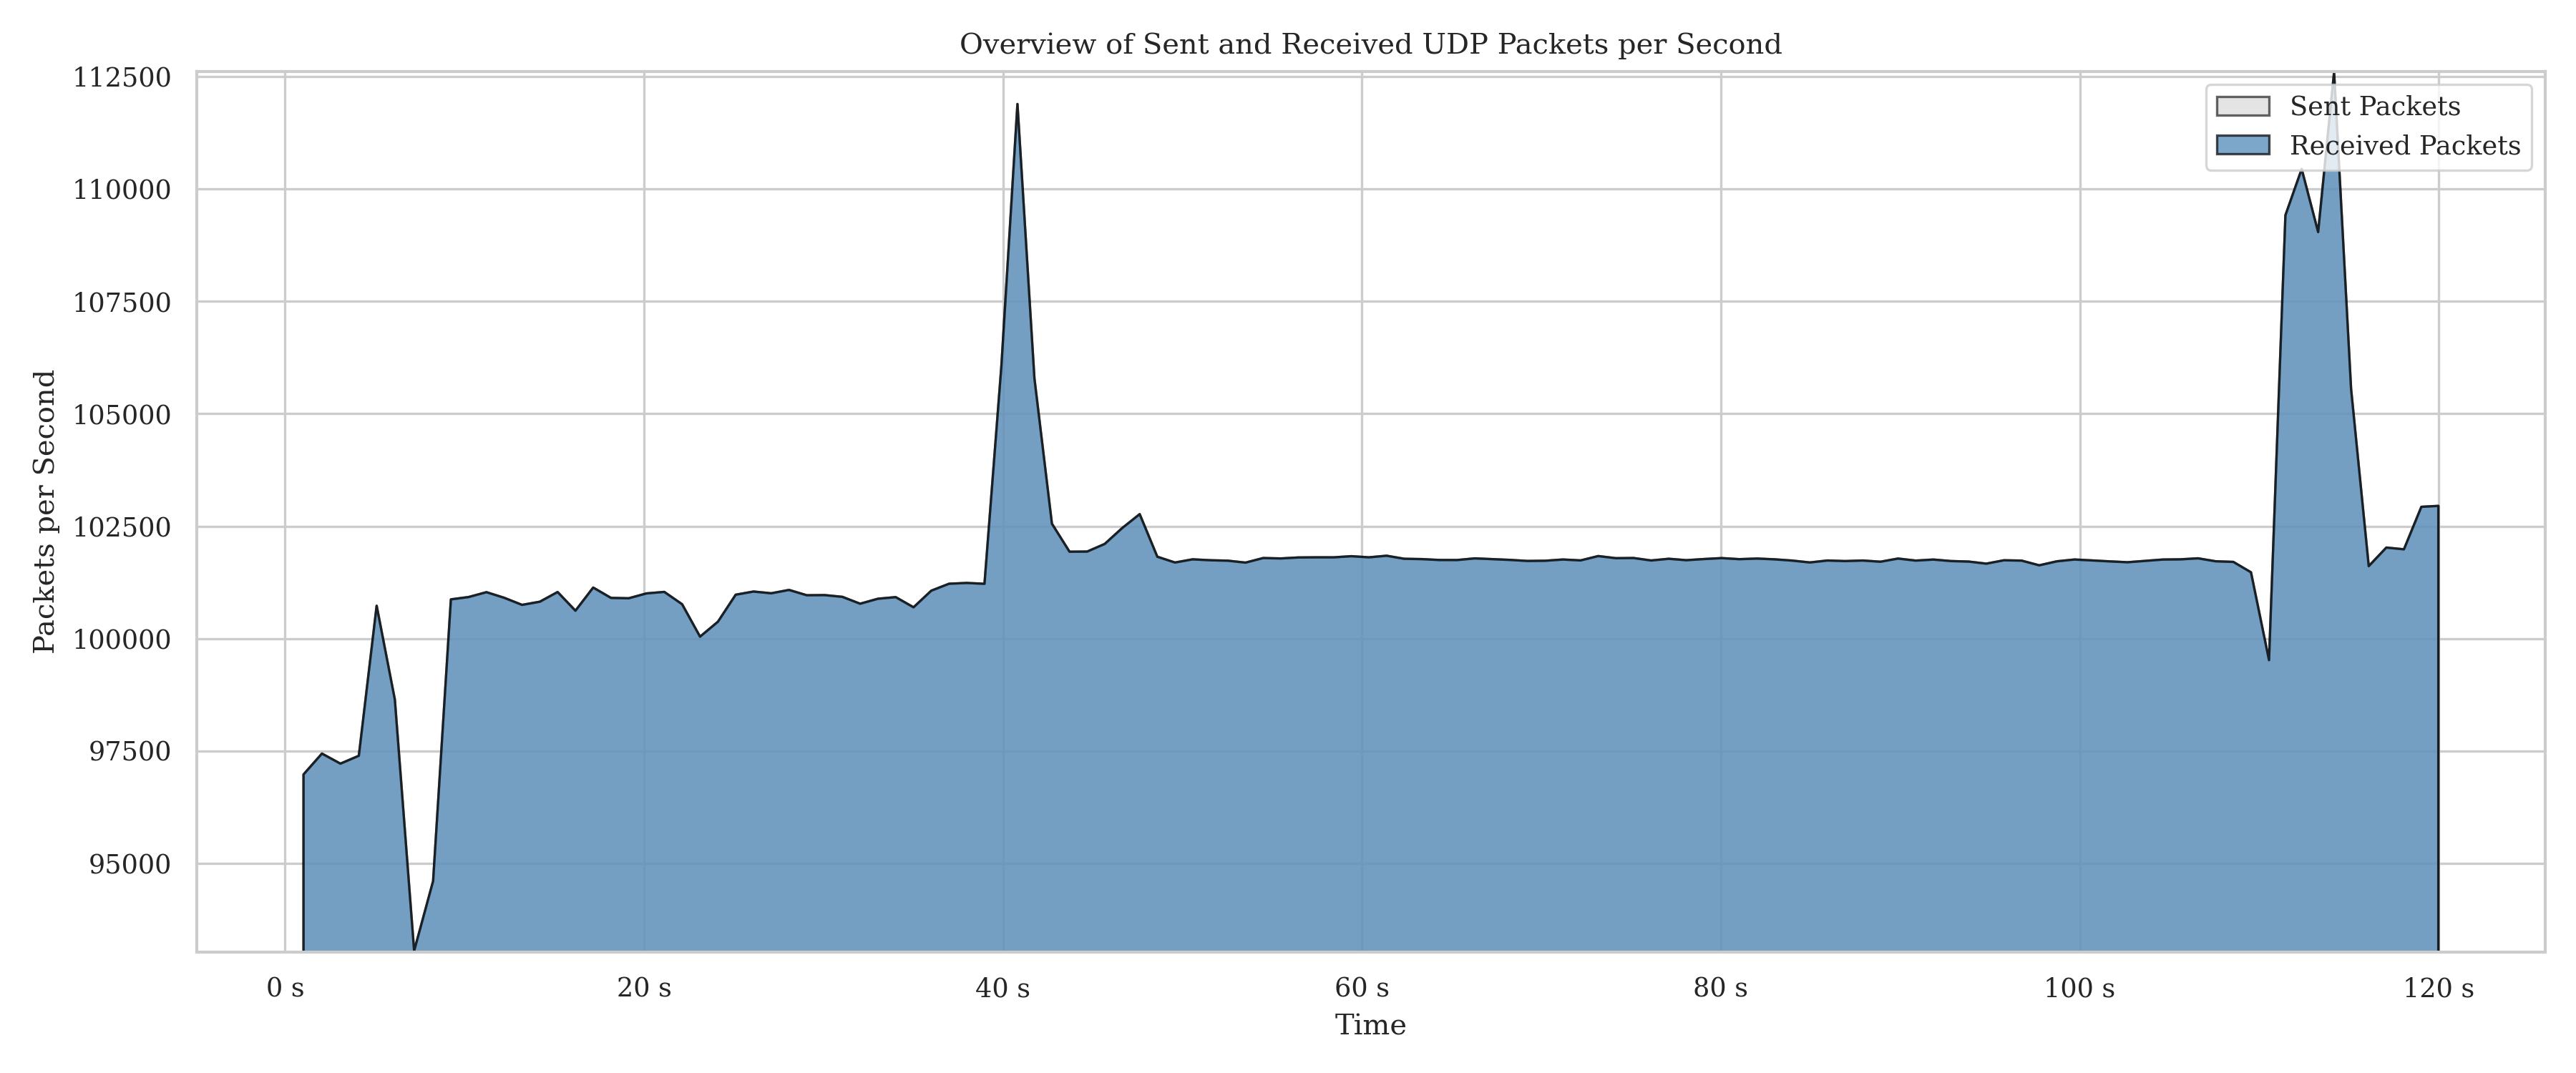 Overview of Sent and Received UDP Packets per Second
112500
110000
107500
105000
102500
100000
97500
95000
Packets per Second
Sent Packets
Received Packets
0 s
20 s
40 s
60 s
80 s
100 s
120 s
Time